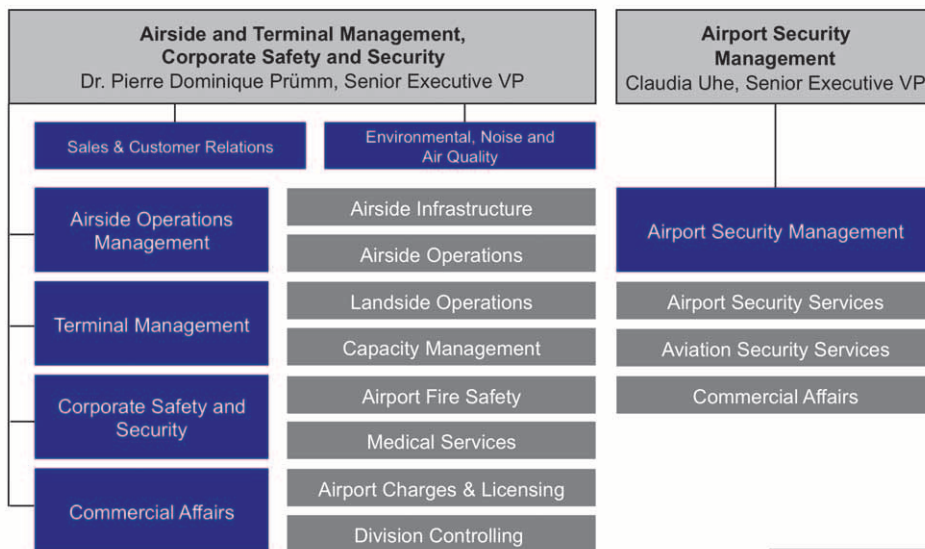 Airside and Terminal Management,
Corporate Safety and Security
Dr. Pierre Dominique Prümm, Senior Executive VP
Sales & Customer Relations
Environmental, Noise and
Air Quality
Airside Operations
Management
Airside Infrastructure
Airside Operations
Terminal Management
Landside Operations
Capacity Management
Corporate Safety and
Security
Airport Fire Safety
Medical Services
Commercial Affairs
Airport Charges & Licensing
Division Controlling
Airport Security
Management
Claudia Uhe, Senior Executive VP
Airport Security Management
Airport Security Services
Aviation Security Services
Commercial Affairs